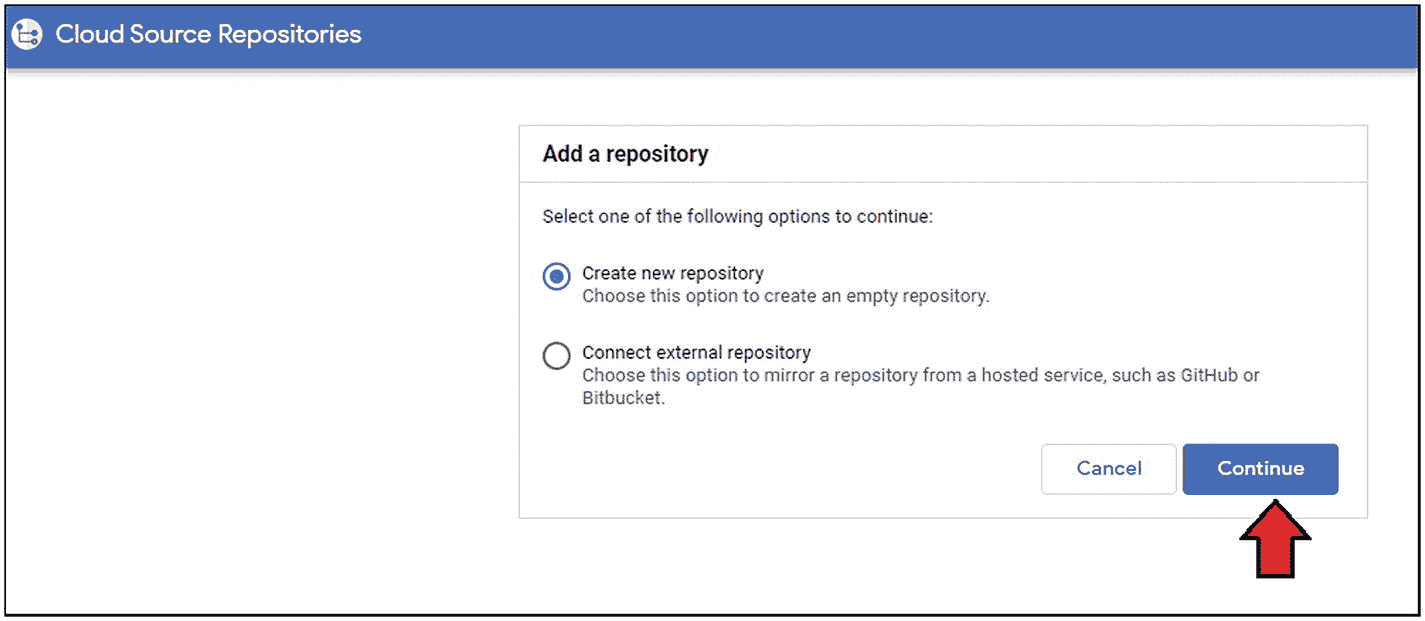 Cloud Source Repositories
Add a repository
Select one of the following options to continue:
Create new repository
Choose this option to create an empty repository.
Connect external repository
Choose this option to mirror a repository from a hosted service, such as GitHub or
Bitbucket.
Cancel
Continue